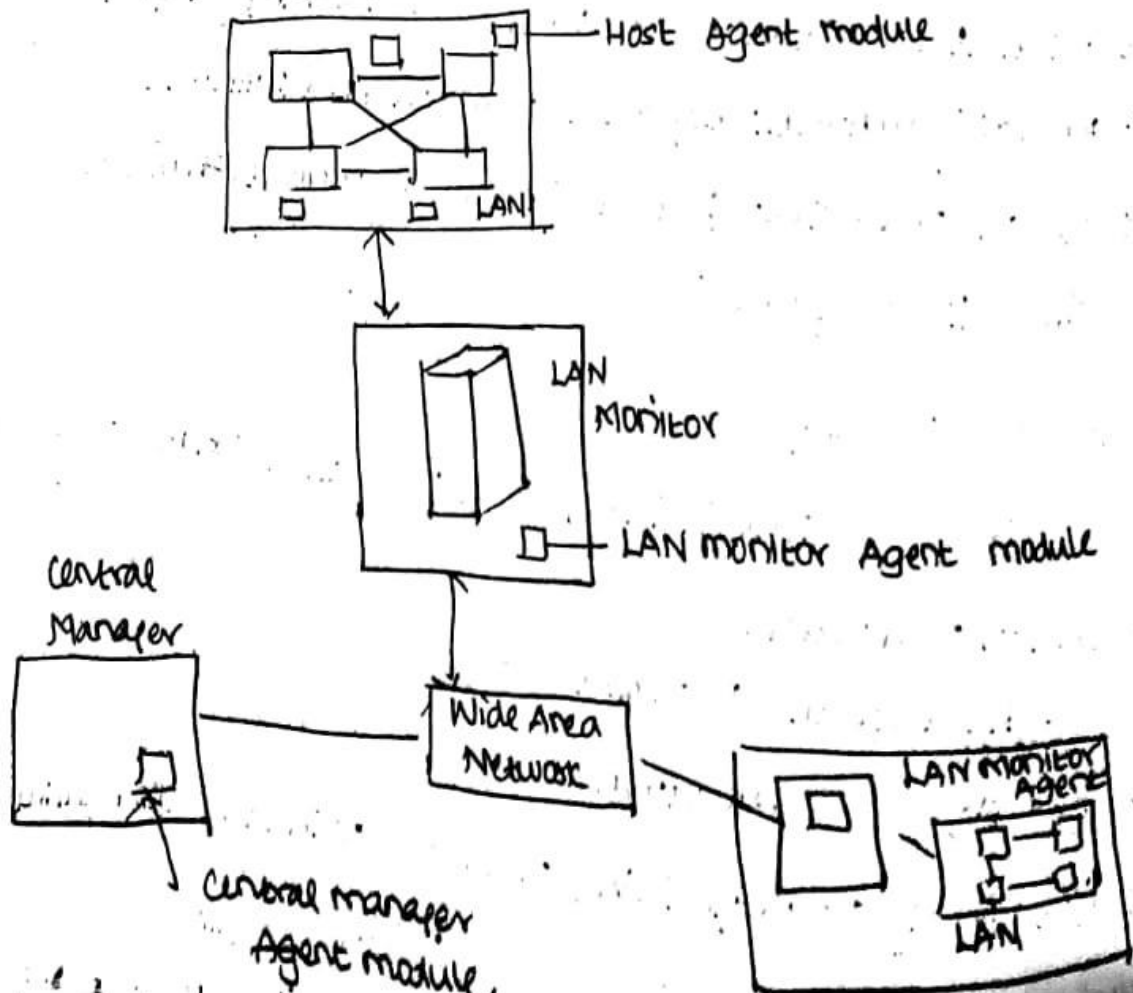 Host Agent module .
LAN
LAN
Monitor
LAN monitor Agent module
Central
Manager
Wide Area
Network
LAN monitor
Agent
LAN
Central manager
Agent module.